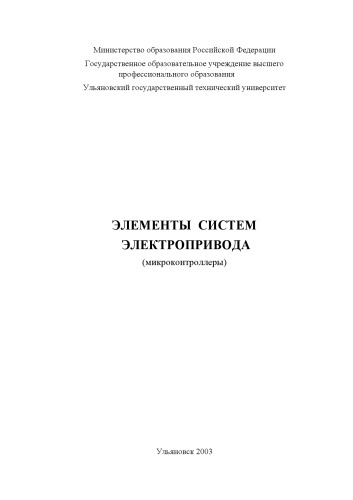 Министерство образования Российской Федерации
Государственное образовательное учреждение высшего
профессионального образования
Ульяновский государственный технический университет
ЭЛЕМЕНТЫ СИСТЕМ
ЭЛЕКТРОПРИВОДА
(микроконтроллеры)
Ульяновск 2003